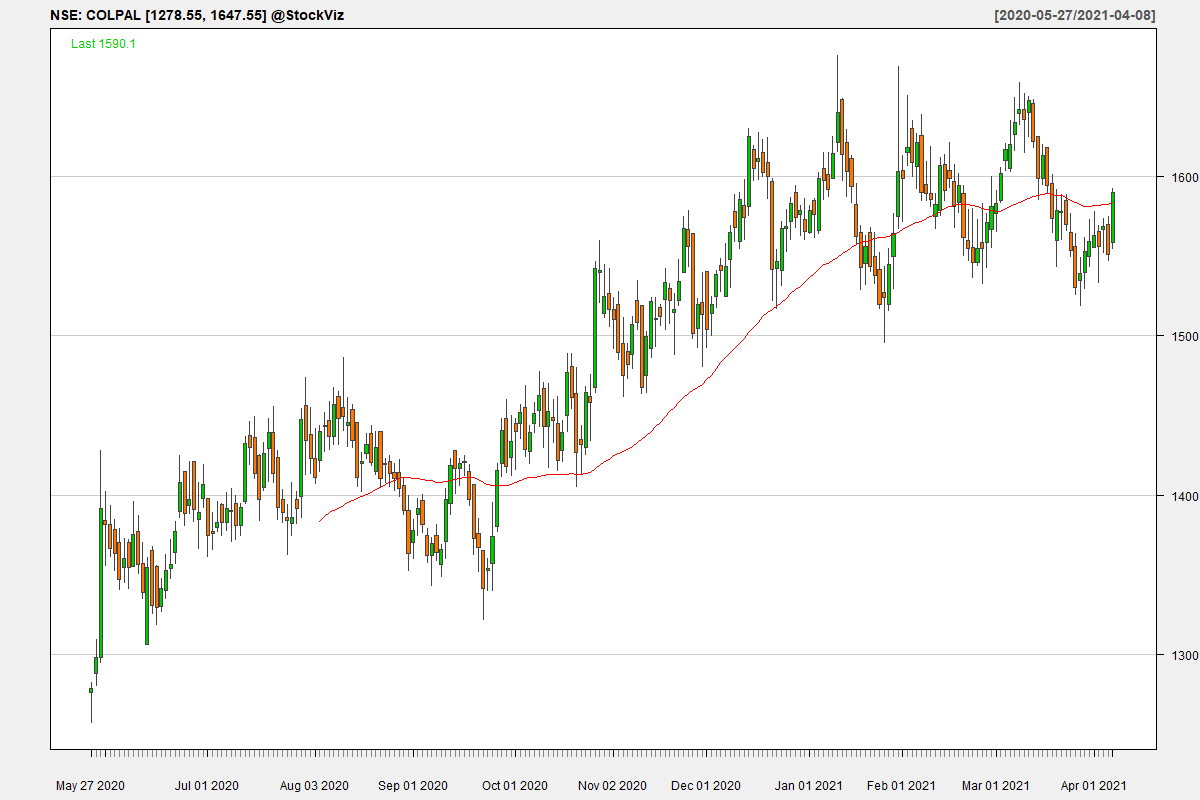 NSE: COLPAL [1278.55, 1647.55] @StockViz
[2020-05-27/2021-04-08]
Last 1590.1
1600
1500
1400
1300
May 27 2020
Jul 01 2020
Aug 03 2020
Sep 01 2020
Oct 01 2020
Nov 02 2020
Dec 01 2020
Jan 01 2021
Feb 01 2021
Mar 01 2021
Apr 01 2021